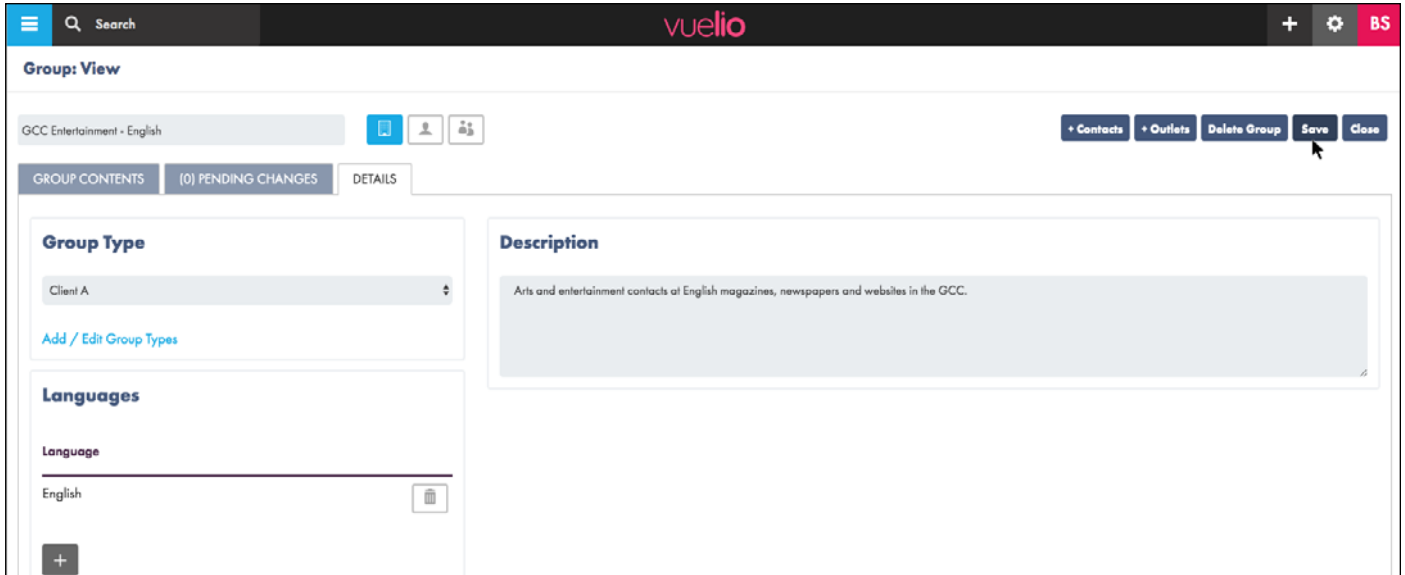 Search
vuelio
+
BS
Group: View
GCC Entertainment - English
+ Contacts
+ Outlets
Delete Group
Save
Close
GROUP CONTENTS
(0) PENDING CHANGES
DETAILS
Group Type
Client A
Add / Edit Group Types
Description
Arts and entertainment contacts at English magazines, newspapers and websites in the GCC.
Languages
Language
English
+